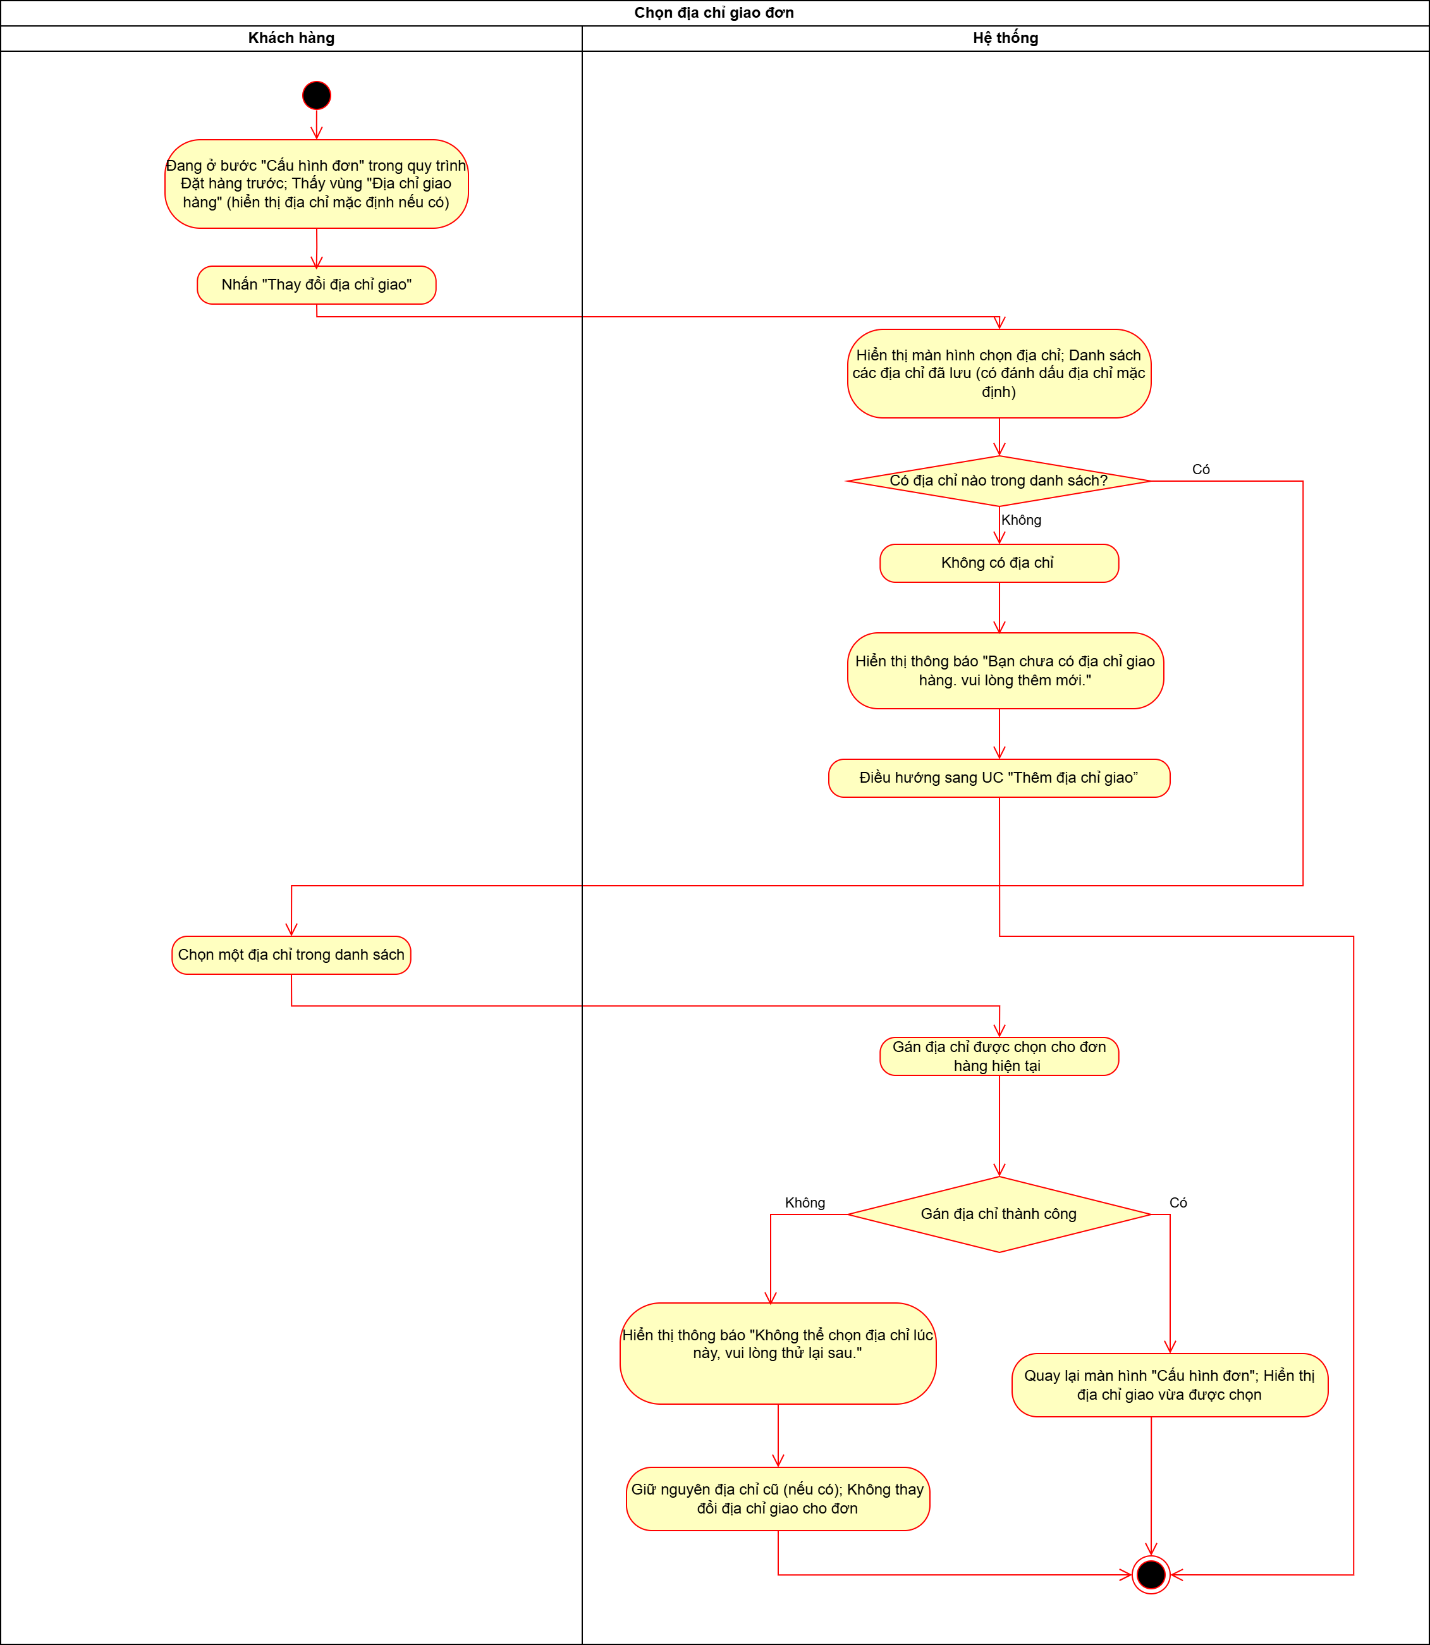 Chọn địa chỉ giao đơn
Khách hàng
Hệ thống
Đang ở bước "Cấu hình đơn" trong quy trình
Đặt hàng trước; Thấy vùng "Địa chỉ giao
hàng" (hiển thị địa chỉ mặc định nếu có)
Nhấn "Thay đổi địa chỉ giao"
Hiển thị màn hình chọn địa chỉ; Danh sách
các địa chỉ đã lưu (có đánh dấu địa chỉ mặc
định)
Có địa chỉ nào trong danh sách?
Có
Không
Không có địa chỉ
Hiển thị thông báo "Bạn chưa có địa chỉ giao
hàng. vui lòng thêm mới."
Điều hướng sang UC "Thêm địa chỉ giao”
Chọn một địa chỉ trong danh sách
Gán địa chỉ được chọn cho đơn
hàng hiện tại
Gán địa chỉ thành công
Không
Có
Hiển thị thông báo "Không thể chọn địa chỉ lúc
này, vui lòng thử lại sau."
Quay lại màn hình "Cấu hình đơn"; Hiển thị
địa chỉ giao vừa được chọn
Giữ nguyên địa chỉ cũ (nếu có); Không thay
đổi địa chỉ giao cho đơn